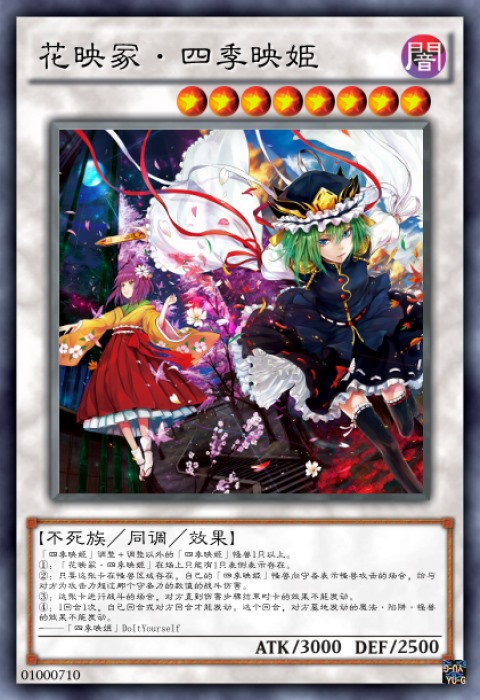 花映冢·四季映姬
闇
【不死族／同调／效果】
「四季映姬」调整＋调整以外的「四季映姬」怪兽1只以上。
①：「花映冢·四季映姬」在场上只能有1只表侧表示存在。
②：只要这张卡在怪兽区域存在，自己的「四季映姬」怪兽向守备表示怪兽攻击的场合，给与
对方为攻击力超过那个守备力的数值的战斗伤害。
③：这张卡进行战斗的场合，对方直到伤害步骤结束时卡的效果不能发动。
④：1回合1次，自己回合或对方回合才能发动。这个回合，对方墓地发动的魔法·陷阱·怪兽
的效果不能发动。
——「四季映姬」DoItYourself
ATK/3000 DEF/2500
01000710